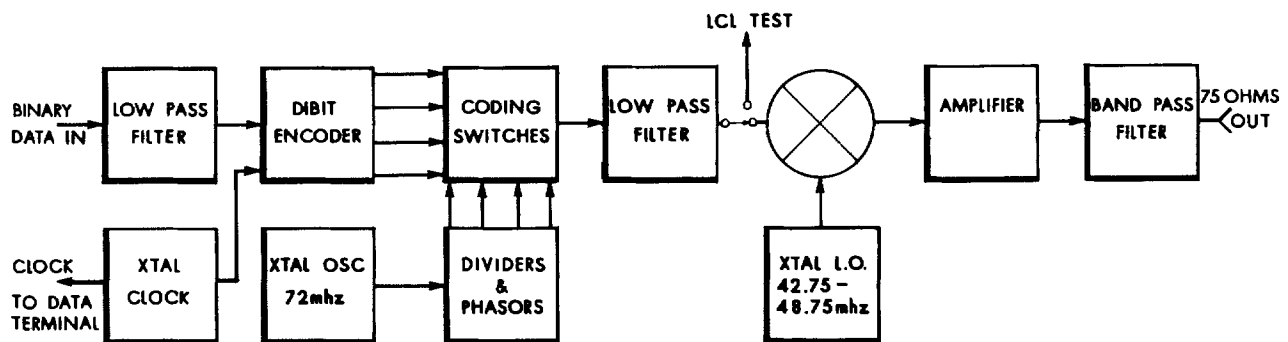 LCL TEST
BINARY
DATA IN
LOW PASS
FILTER
DIBIT
ENCODER
CODING
SWITCHES
LOW PASS
FILTER
AMPLIFIER
BAND PASS
FILTER
75 OHMS
OUT
CLOCK
TO DATA
TERMINAL
XTAL
CLOCK
XTAL OSC
72mhz
DIVIDERS
&
PHASORS
XTAL L.O.
42.75 –
48.75mhz